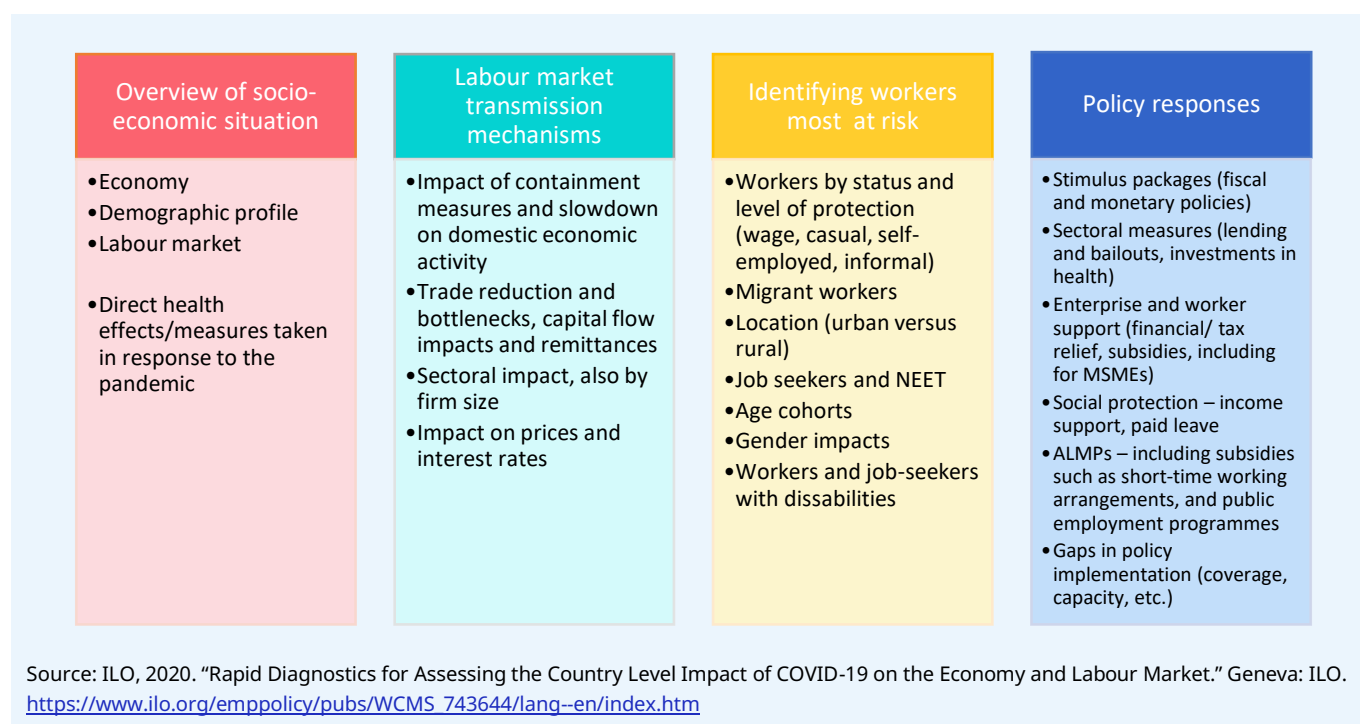 Overview of socio-
economic situation
•Economy
•Demographic profile
•Labour market
•Direct health
effects/measures taken
in response to the
pandemic
Labour market
transmission
mechanisms
•Impact of containment
measures and slowdown
on domestic economic
activity
•Trade reduction and
bottlenecks, capital flow
impacts and remittances
•Sectoral impact, also by
firm size
•Impact on prices and
interest rates
Identifying workers
most at risk
•Workers by status and
level of protection
(wage, casual, self-
employed, informal)
•Migrant workers
•Location (urban versus
rural)
•Job seekers and NEET
•Age cohorts
•Gender impacts
•Workers and job-seekers
with dissabilities
Policy responses
•Stimulus packages (fiscal
and monetary policies)
•Sectoral measures (lending
and bailouts, investments in
health)
•Enterprise and worker
support (financial/ tax
relief, subsidies, including
for MSMEs)
•Social protection – income
support, paid leave
•ALMPs – including subsidies
such as short-time working
arrangements, and public
employment programmes
•Gaps in policy
implementation (coverage,
capacity, etc.)
Source: ILO, 2020. “Rapid Diagnostics for Assessing the Country Level Impact of COVID-19 on the Economy and Labour Market.” Geneva: ILO.
https://www.ilo.org/emppolicy/pubs/WCMS_743644/lang--en/index.htm